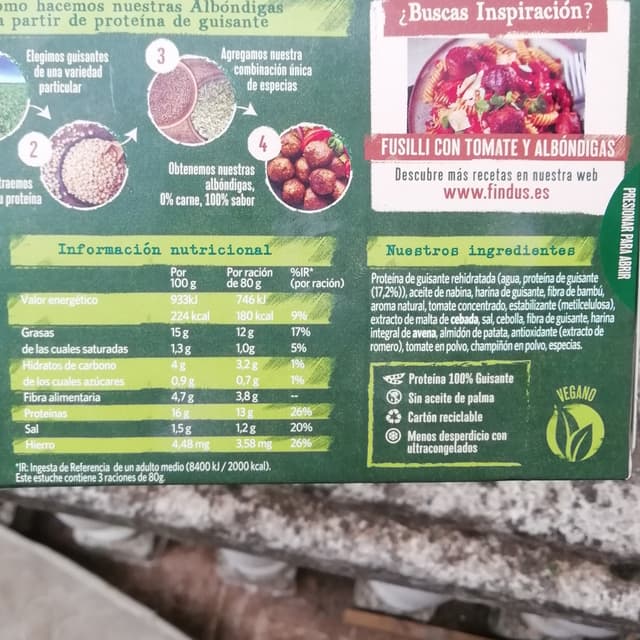 omo hacemos nuestras Albóndigas
a partir de proteína de guisante
Elegimos guisantes
de una variedad
particular
3
Agregamos nuestra
combinación única
de especias
2
traemos
u proteína
4
Obtenemos nuestras
albóndigas,
0% carne, 100% sabor
¿Buscas Inspiración?
FUSILLI CON TOMATE Y ALBÓNDIGAS
Descubre más recetas en nuestra web
www.findus.es
PRESIONAR PARA ABRIR
Información nutricional
Por 100 g Por ración de 80 g %IR* (por ración)
Valor energético 933kJ 746 kJ
224 kcal 180 kcal 9%
Grasas 15 g 12 g 17%
de las cuales saturadas 1,3 g 1,0g 5%
Hidratos de carbono 4 g 3,2 g 1%
de los cuales azúcares 0,9 g 0,7 g 1%
Fibra alimentaria 4,7 g 3,8 g --
Proteínas 16 g 13 g 26%
Sal 1,5 g 1,2 g 20%
Hierro 4,48 mg 3,58 mg 26%
*IR: Ingesta de Referencia de un adulto medio (8400 kJ / 2000 kcal).
Este estuche contiene 3 raciones de 80g.
Nuestros ingredientes
Proteína de guisante rehidratada (agua, proteína de guisante
(17,2%)), aceite de nabina, harina de guisante, fibra de bambú,
aroma natural, tomate concentrado, estabilizante (metilcelulosa),
extracto de malta de cebada, sal, cebolla, fibra de guisante, harina
integral de avena, almidón de patata, antioxidante (extracto de
romero), tomate en polvo, champiñón en polvo, especias.
Proteína 100% Guisante
Sin aceite de palma
Cartón reciclable
Menos desperdicio con
ultracongelados
VEGANO